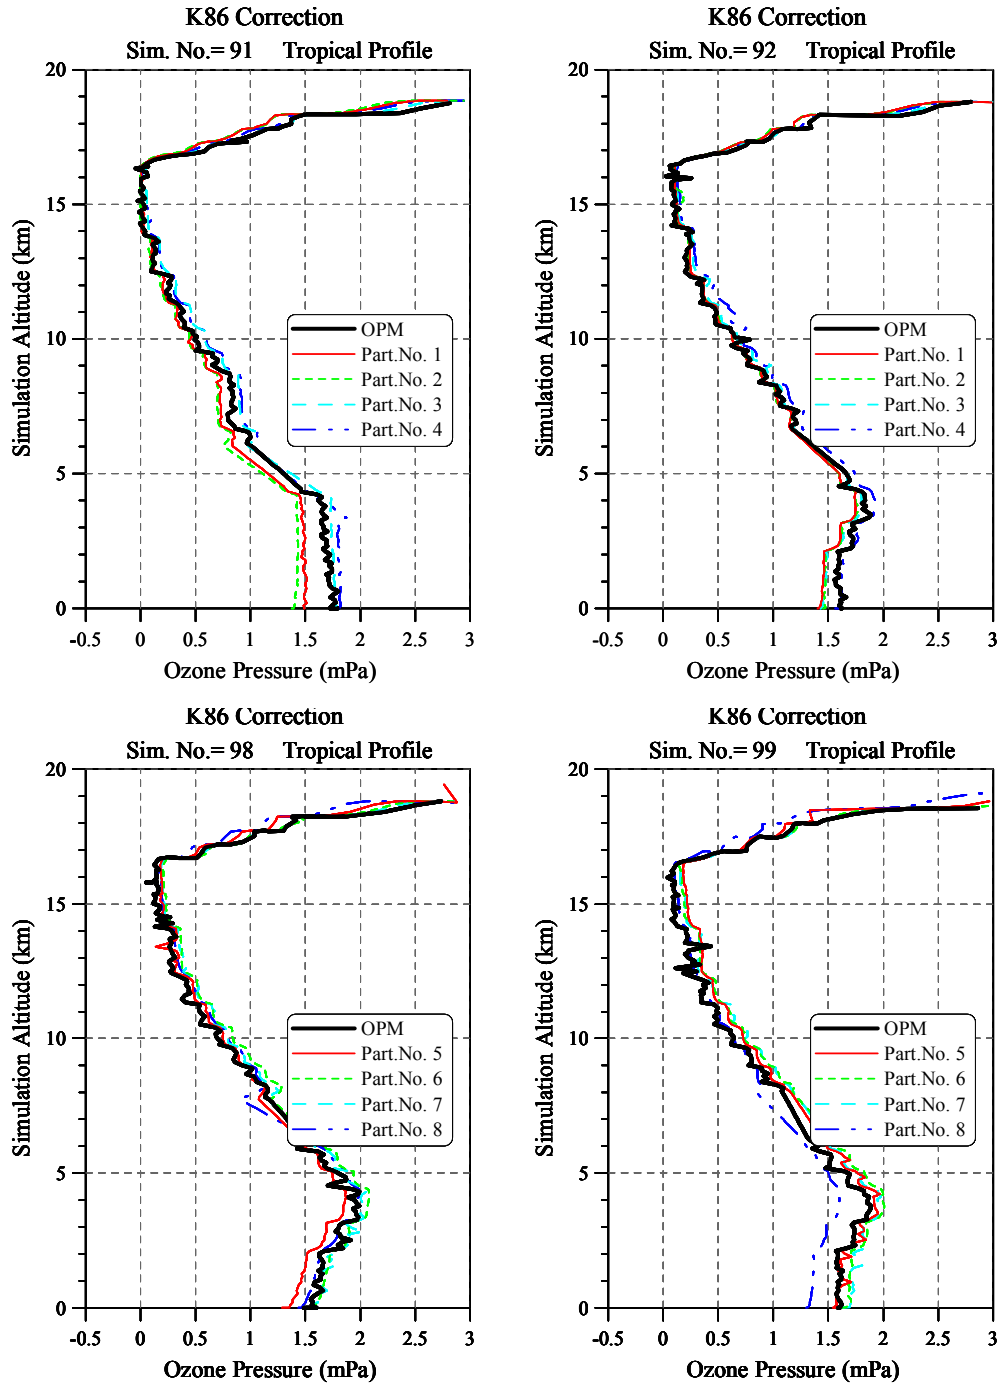 K86 Correction
Sim. No.= 91 Tropical Profile
20
15
10
5
0
-0.5 0 0.5 1 1.5 2 2.5 3
Simulation Altitude (km)
Ozone Pressure (mPa)
OPM
Part.No. 1
Part.No. 2
Part.No. 3
Part.No. 4
K86 Correction
Sim. No.= 92 Tropical Profile
20
15
10
5
0
-0.5 0 0.5 1 1.5 2 2.5 3
Simulation Altitude (km)
Ozone Pressure (mPa)
OPM
Part.No. 1
Part.No. 2
Part.No. 3
Part.No. 4
K86 Correction
Sim. No.= 98 Tropical Profile
20
15
10
5
0
-0.5 0 0.5 1 1.5 2 2.5 3
Simulation Altitude (km)
Ozone Pressure (mPa)
OPM
Part.No. 5
Part.No. 6
Part.No. 7
Part.No. 8
K86 Correction
Sim. No.= 99 Tropical Profile
20
15
10
5
0
-0.5 0 0.5 1 1.5 2 2.5 3
Simulation Altitude (km)
Ozone Pressure (mPa)
OPM
Part.No. 5
Part.No. 6
Part.No. 7
Part.No. 8